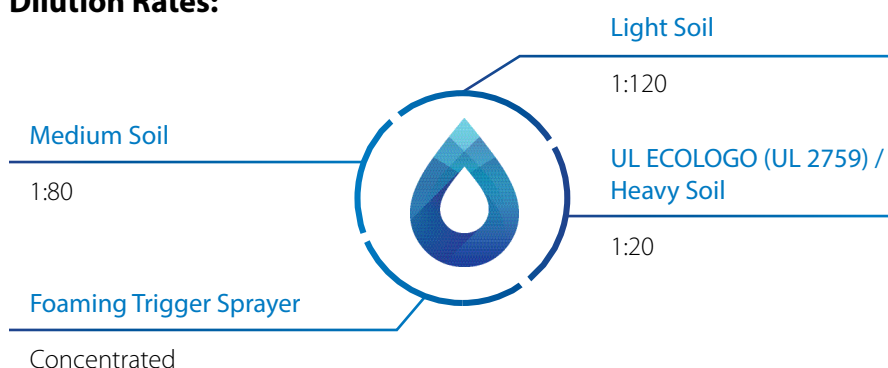 Dilution Rates:
Light Soil
1:120
Medium Soil
1:80
UL ECOLOGO (UL 2759) /
Heavy Soil
1:20
Foaming Trigger Sprayer
Concentrated